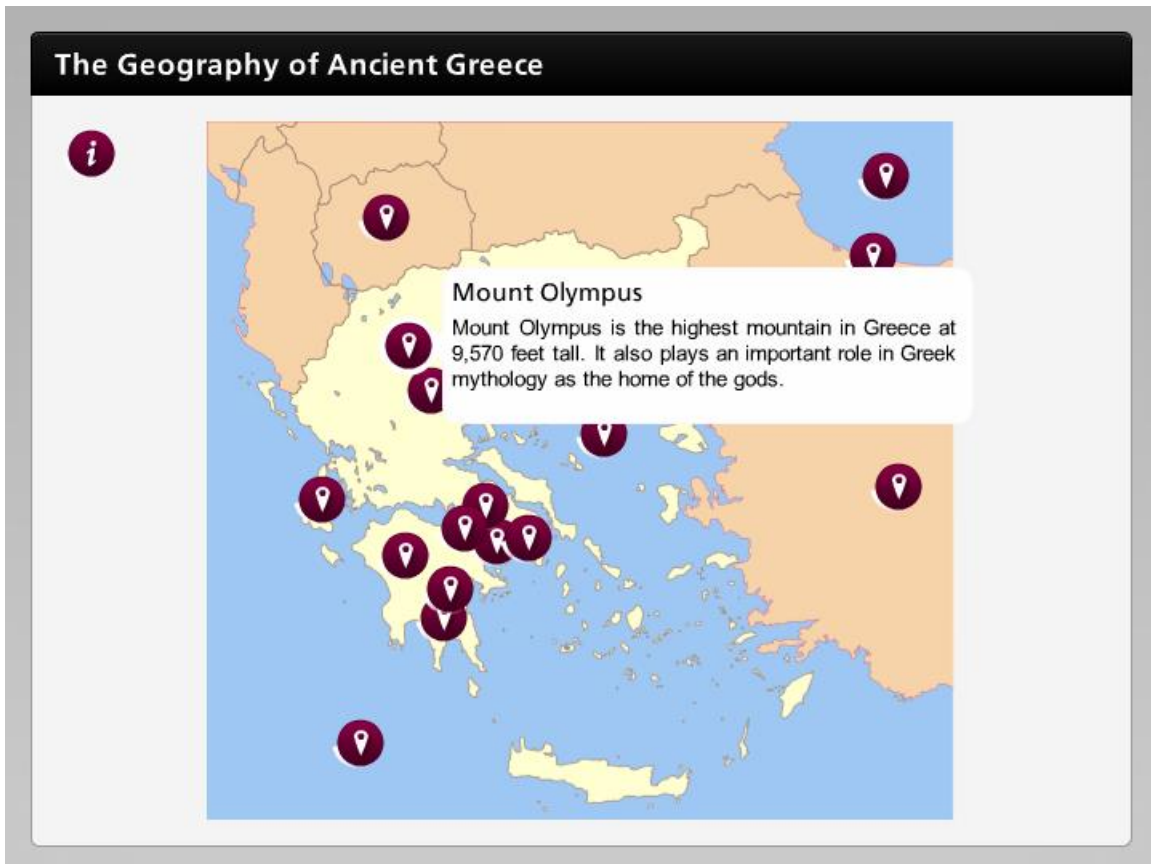 The Geography of Ancient Greece
i
Mount Olympus
Mount Olympus is the highest mountain in Greece at
9,570 feet tall. It also plays an important role in Greek
mythology as the home of the gods.